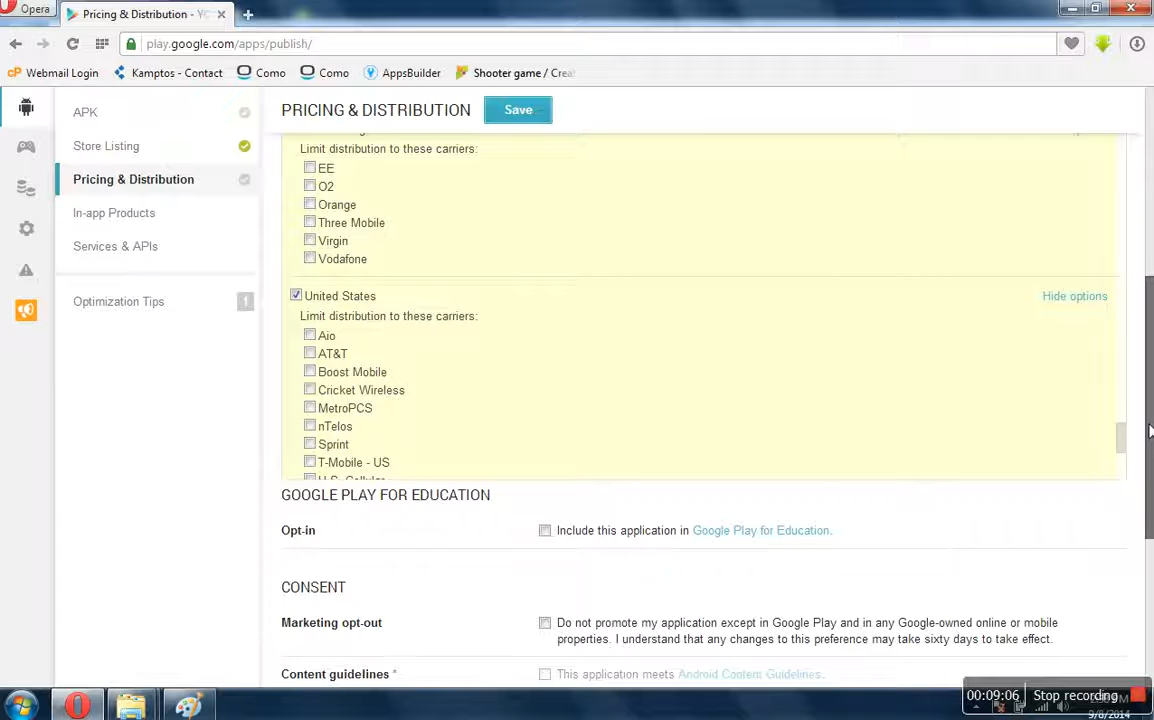 Opera
Pricing & Distribution - YO
play.google.com/apps/publish/
Webmail Login
Kamptos - Contact
Como
Como
AppsBuilder
Shooter game / Crea
APK
Store Listing
Pricing & Distribution
In-app Products
Services & APIs
Optimization Tips
1
PRICING & DISTRIBUTION
Save
Limit distribution to these carriers:
EE
O2
Orange
Three Mobile
Virgin
Vodafone
United States
Hide options
Limit distribution to these carriers:
Aio
AT&T
Boost Mobile
Cricket Wireless
MetroPCS
nTelos
Sprint
T-Mobile - US
U.S. Cellular
GOOGLE PLAY FOR EDUCATION
Opt-in
Include this application in Google Play for Education.
CONSENT
Marketing opt-out
Do not promote my application except in Google Play and in any Google-owned online or mobile
properties. I understand that any changes to this preference may take sixty days to take effect.
Content guidelines *
This application meets Android Content Guidelines.
00:09:06
Stop recording
9/8/2014